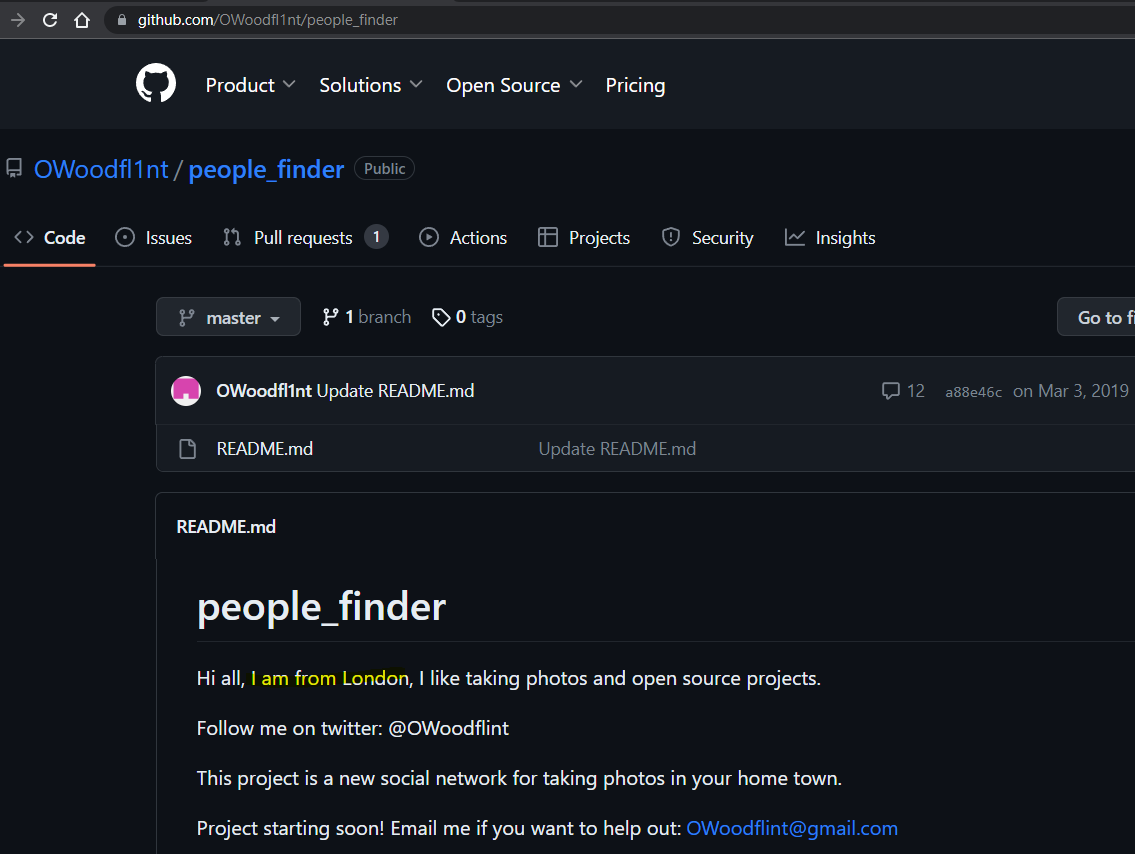 github.com/OWoodfl1nt/people_finder
Product Solutions Open Source Pricing
OWoodfl1nt / people_finder Public
Code Issues Pull requests 1 Actions Projects Security Insights
master 1 branch 0 tags Go to fi
OWoodfl1nt Update README.md 12 a88e46c on Mar 3, 2019
README.md Update README.md
README.md
people_finder
Hi all, I am from London, I like taking photos and open source projects.
Follow me on twitter: @OWoodflint
This project is a new social network for taking photos in your home town.
Project starting soon! Email me if you want to help out: OWoodflint@gmail.com